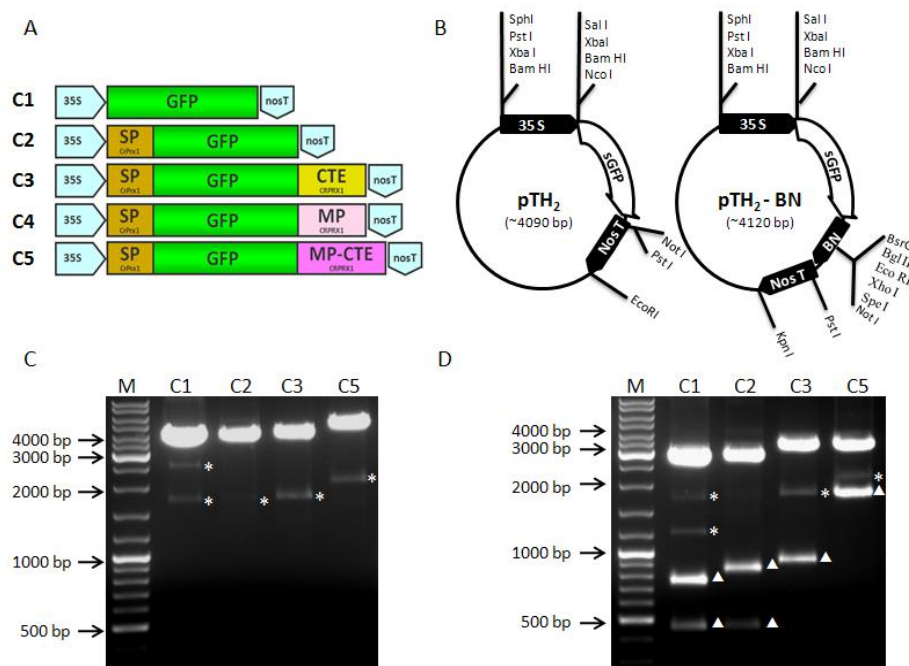 A
C1 35S GFP nosT
C2 35S SP CrPrx1 GFP nosT
C3 35S SP CrPrx1 GFP CTE CRPRX1 nosT
C4 35S SP CrPrx1 GFP MP CRPRX1 nosT
C5 35S SP CrPrx1 GFP MP-CTE CRPRX1 nosT
B
SphI
Pst I
Xba I
Bam HI
Sal I
XbaI
Bam HI
Nco I
35 S
sGFP
pTH2
(~4090 bp)
Nos T
Not I
Pst I
EcoRI
SphI
Pst I
Xba I
Bam HI
Sal I
XbaI
Bam HI
Nco I
35 S
sGFP
pTH2 - BN
(~4120 bp)
BN
Nos T
Bgl II
Eco RI
Xho I
Spe I
Not I
Pst I
Kpn I
C
M C1 C2 C3 C5
4000 bp
3000 bp
2000 bp
1000 bp
500 bp
* * * * *
D
M C1 C2 C3 C5
4000 bp
3000 bp
2000 bp
1000 bp
500 bp
* * * *